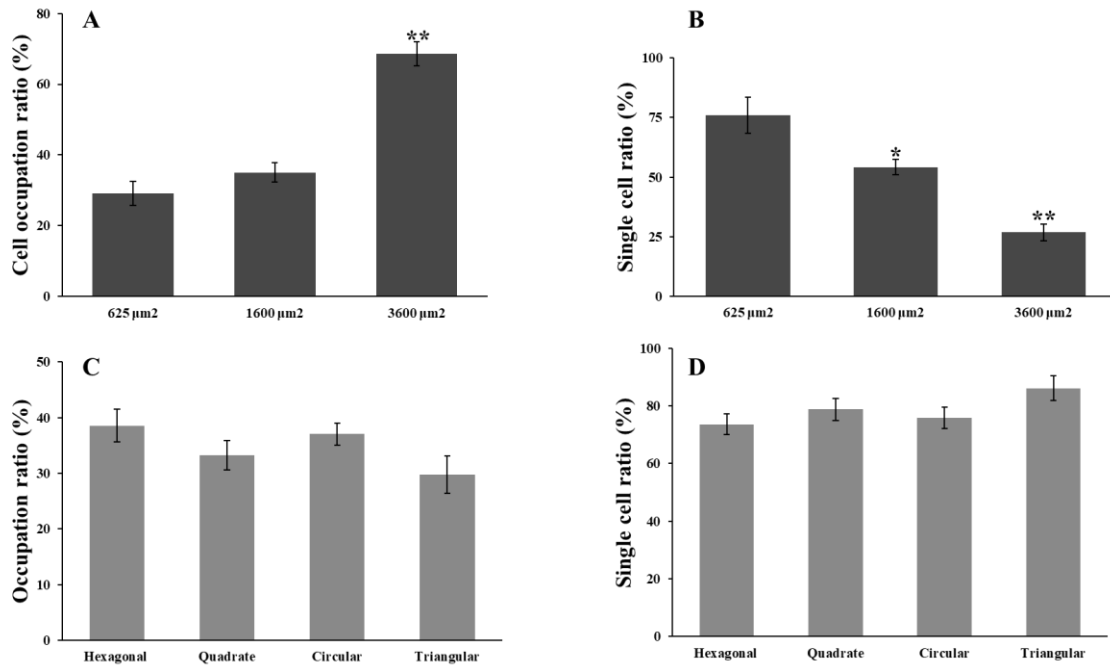 A
Cell occupation ratio (%)
80
60
40
20
0
**
625 µm2 1600 µm2 3600 µm2
B
Single cell ratio (%)
100
75
50
25
0
*
**
625 µm2 1600 µm2 3600 µm2
C
Occupation ratio (%)
50
40
30
20
10
0
Hexagonal Quadrate Circular Triangular
D
Single cell ratio (%)
100
80
60
40
20
0
Hexagonal Quadrate Circular Triangular